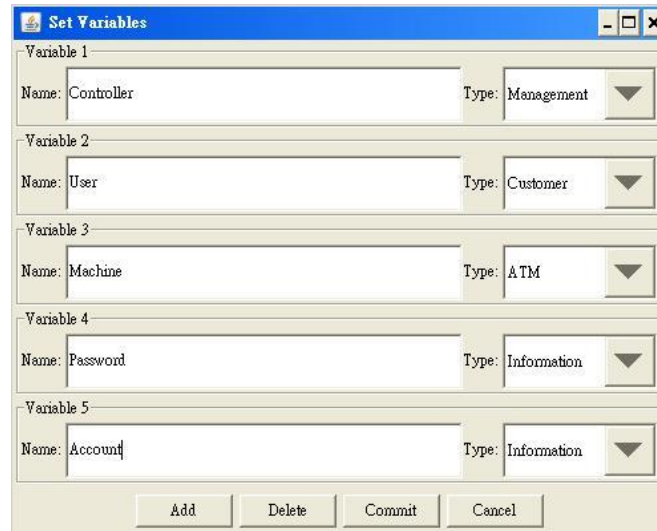 Set Variables
Variable 1
Name: Controller Type: Management
Variable 2
Name: User Type: Customer
Variable 3
Name: Machine Type: ATM
Variable 4
Name: Password Type: Information
Variable 5
Name: Account Type: Information
Add Delete Commit Cancel